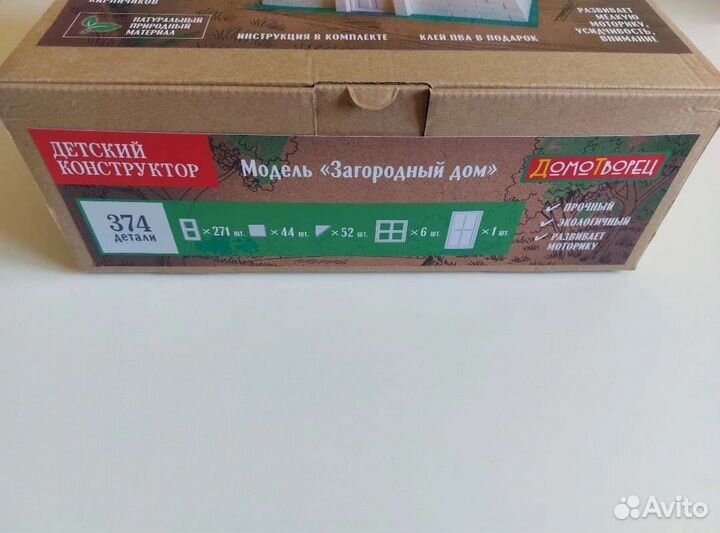 КИРПИЧИКОВ
НАТУРАЛЬНЫЙ
ПРИРОДНЫЙ
МАТЕРИАЛ
ИНСТРУКЦИЯ В КОМПЛЕКТЕ
КЛЕЙ ПВА В ПОДАРОК
РАЗВИВАЕТ
МЕЛКУЮ
МОТОРИКУ,
УСИДЧИВОСТЬ,
ВНИМАНИЕ
ДЕТСКИЙ
КОНСТРУКТОР
Модель «Загородный дом»
ДОМОТВОРЕЦ
374
ДЕТАЛИ
× 271 шт.
× 44 шт.
× 52 шт.
× 6 шт.
× 1 шт.
✓ ПРОЧНЫЙ
✓ ЭКОЛОГИЧНЫЙ
✓ РАЗВИВАЕТ
МОТОРИКУ
Avito